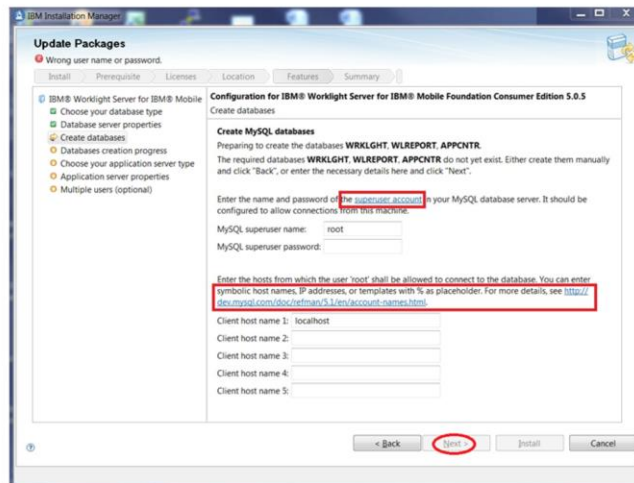 IBM Installation Manager
Update Packages
Wrong user name or password.
Install Prerequisite Licenses Location Features Summary
IBM® Worklight Server for IBM® Mobile
Choose your database type
Database server properties
Create databases
Databases creation progress
Choose your application server type
Application server properties
Multiple users (optional)
Configuration for IBM® Worklight Server for IBM® Mobile Foundation Consumer Edition 5.0.5
Create databases
Create MySQL databases
Preparing to create the databases WRKLGHT, WLREPORT, APPCNTR.
The required databases WRKLGHT, WLREPORT, APPCNTR do not yet exist. Either create them manually
and click "Back", or enter the necessary details here and click "Next".
Enter the name and password of the superuser account in your MySQL database server. It should be
configured to allow connections from this machine.
MySQL superuser name: root
MySQL superuser password:
Enter the hosts from which the user 'root' shall be allowed to connect to the database. You can enter
symbolic host names, IP addresses, or templates with % as placeholder. For more details, see http://
dev.mysql.com/doc/refman/5.1/en/account-names.html.
Client host name 1: localhost
Client host name 2:
Client host name 3:
Client host name 4:
Client host name 5:
< Back Next > Install Cancel